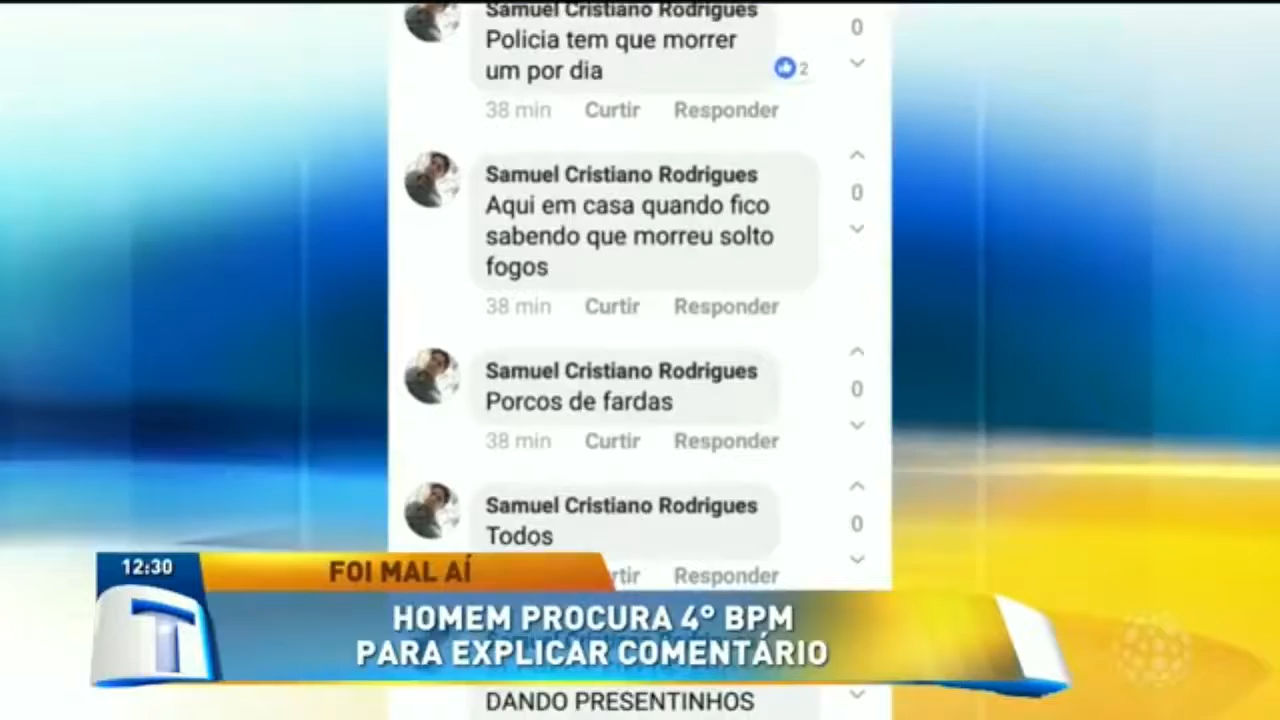 Samuel Cristiano Rodrigues
0
Policia tem que morrer
um por dia
2
38 min Curtir Responder
Samuel Cristiano Rodrigues
0
Aqui em casa quando fico
sabendo que morreu solto
fogos
38 min Curtir Responder
Samuel Cristiano Rodrigues
0
Porcos de fardas
38 min Curtir Responder
Samuel Cristiano Rodrigues
0
Todos
rtir Responder
12:30
FOI MAL AÍ
T
HOMEM PROCURA 4° BPM
PARA EXPLICAR COMENTÁRIO
DANDO PRESENTINHOS